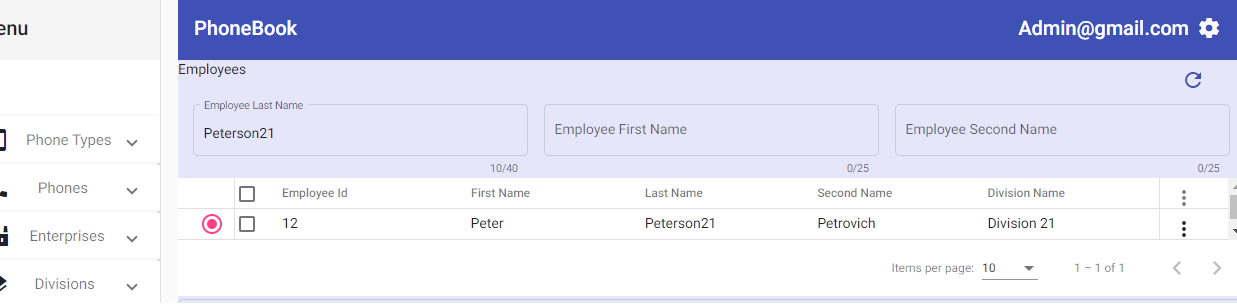 enu
PhoneBook
Admin@gmail.com
Employees
Employee Last Name
Peterson21
Employee First Name
Employee Second Name
10/40
0/25
0/25
Phone Types
Phones
Enterprises
Divisions
Employee Id First Name Last Name Second Name Division Name
12 Peter Peterson21 Petrovich Division 21
Items per page: 10 1 – 1 of 1